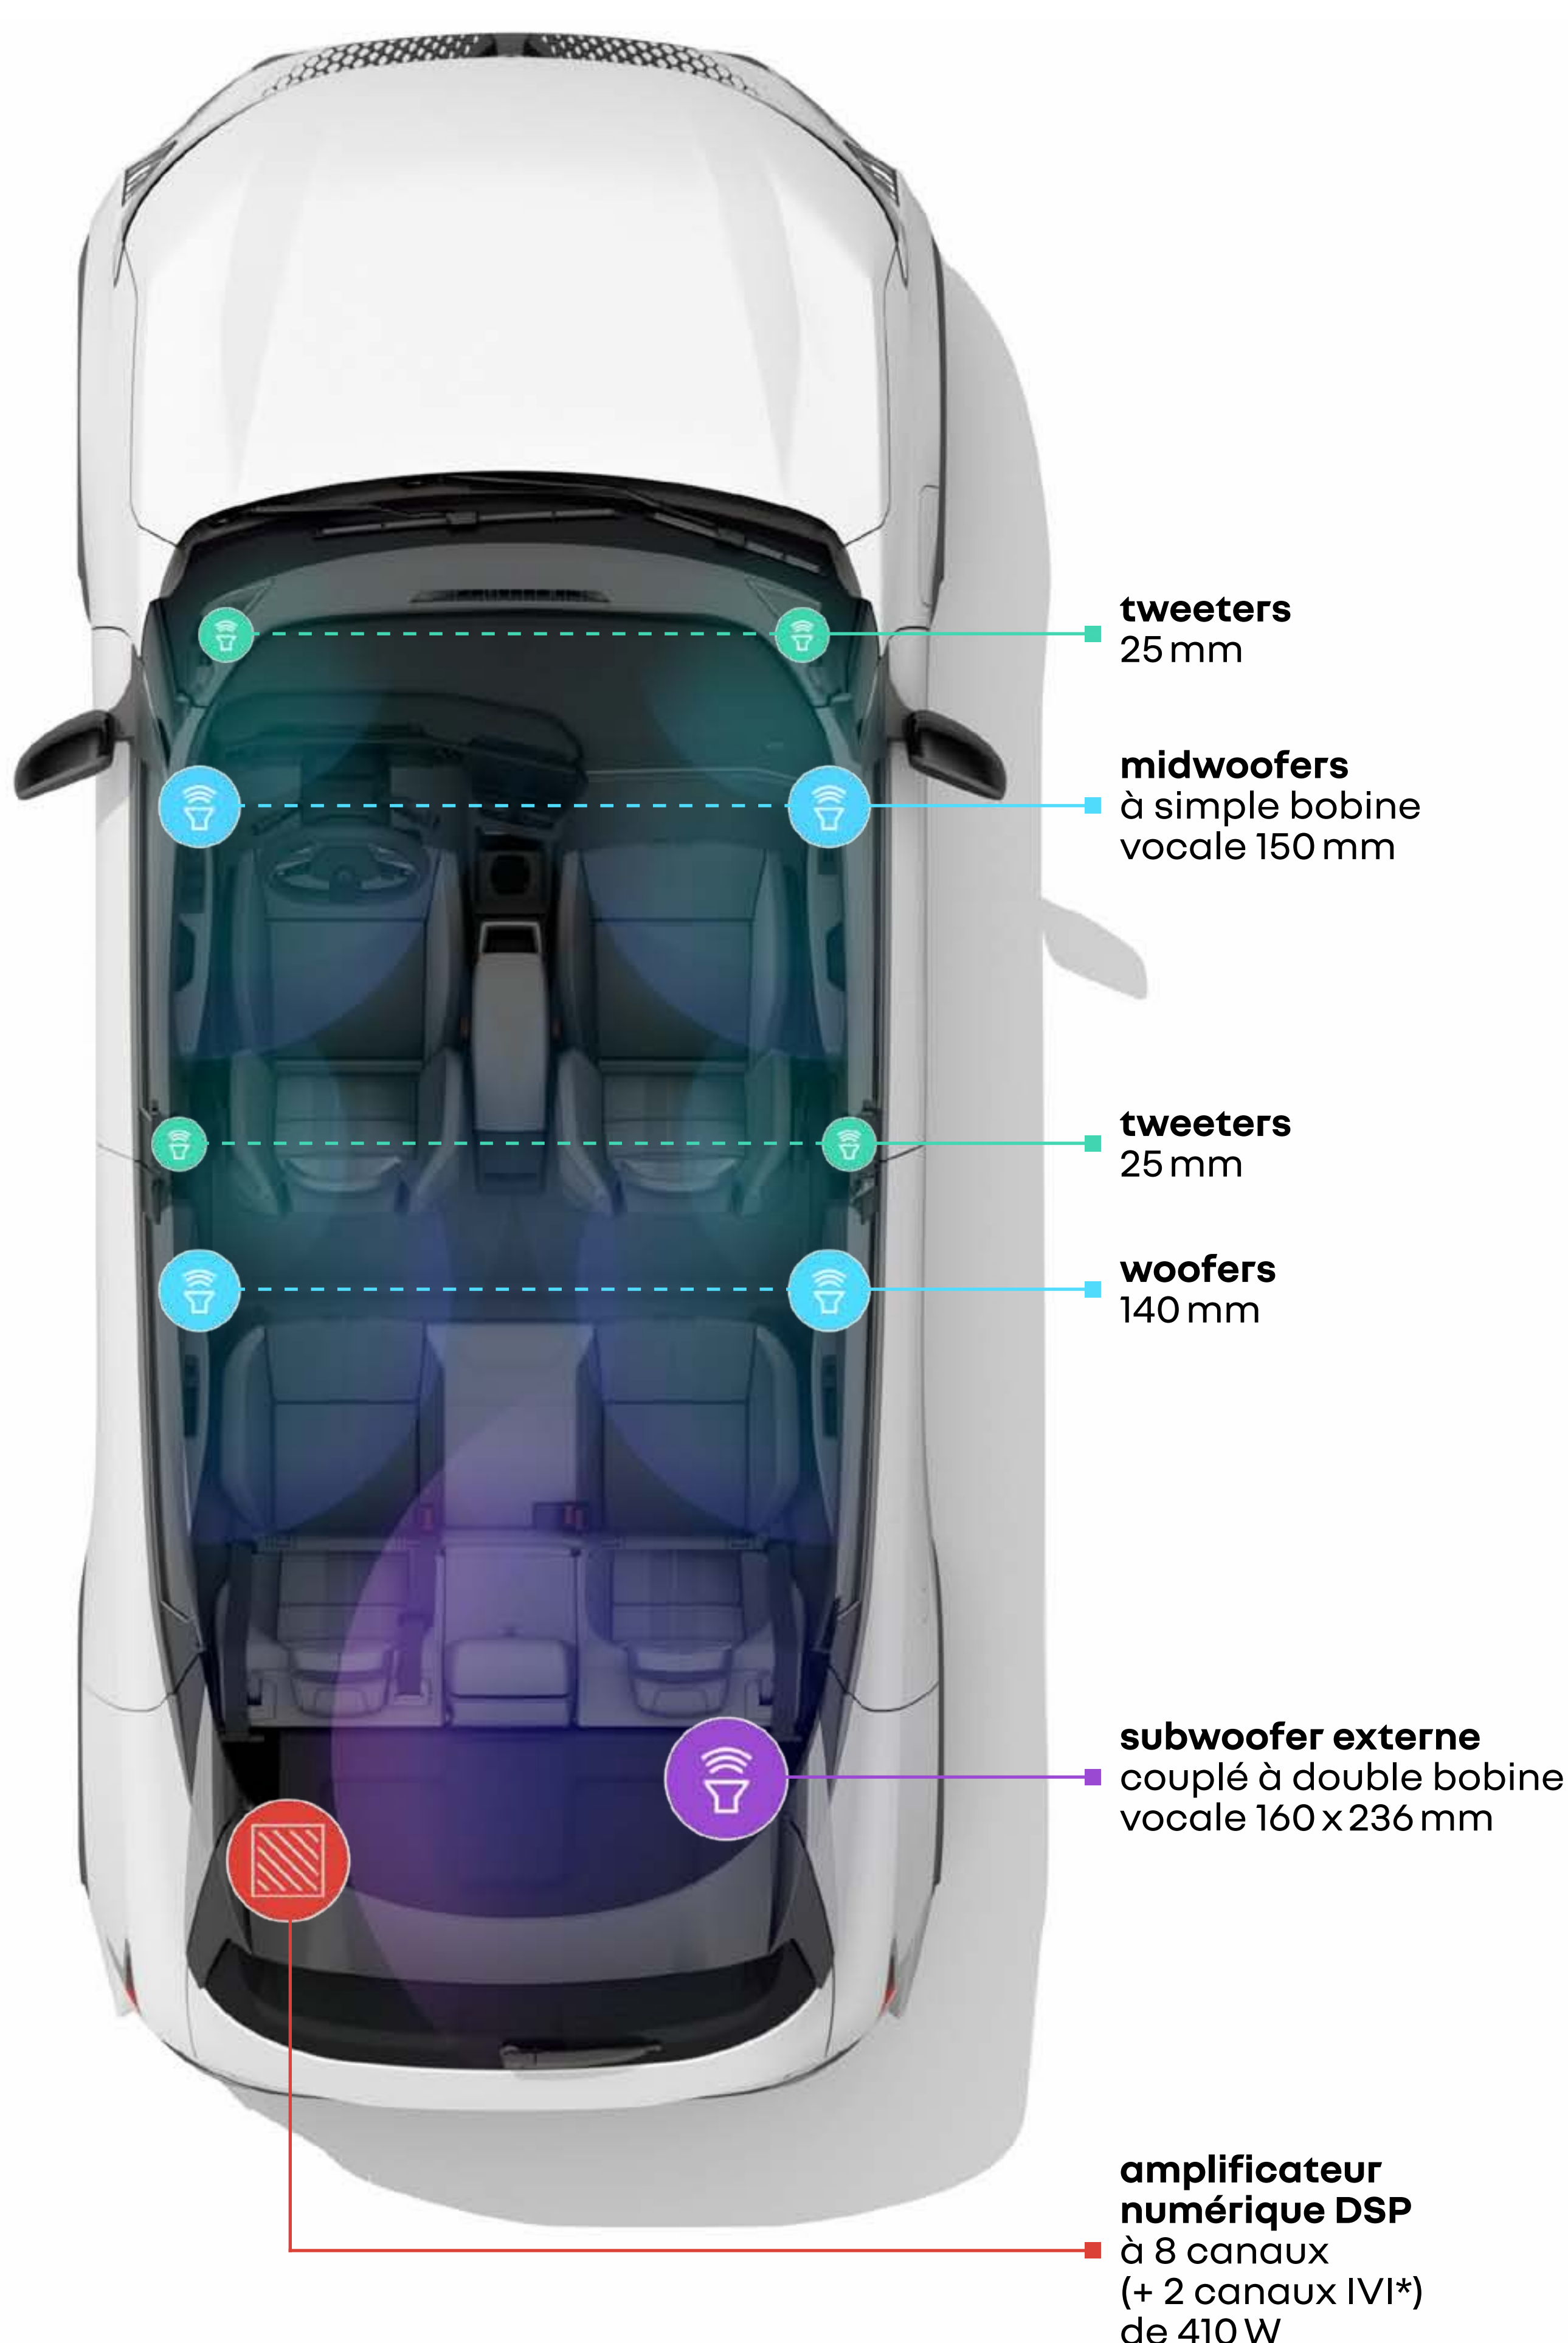 tweeters
25 mm
midwoofers
à simple bobine
vocale 150 mm
tweeters
25 mm
woofers
140 mm
subwoofer externe
couplé à double bobine
vocale 160 x 236 mm
amplificateur
numérique DSP
à 8 canaux
(+ 2 canaux IVI*)
de 410 W